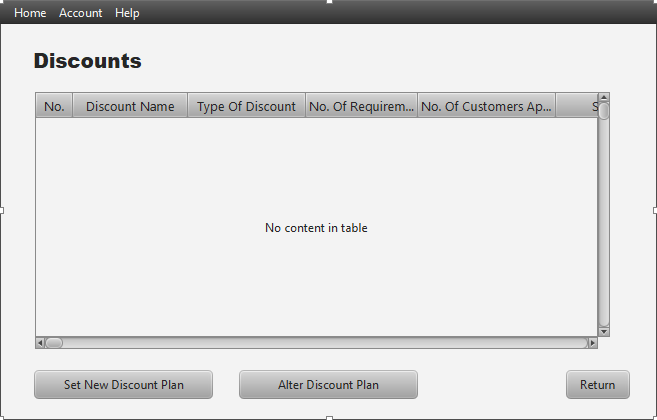 Home Account Help
Discounts
No. Discount Name Type Of Discount No. Of Requirem... No. Of Customers Ap... S
No content in table
Set New Discount Plan Alter Discount Plan Return